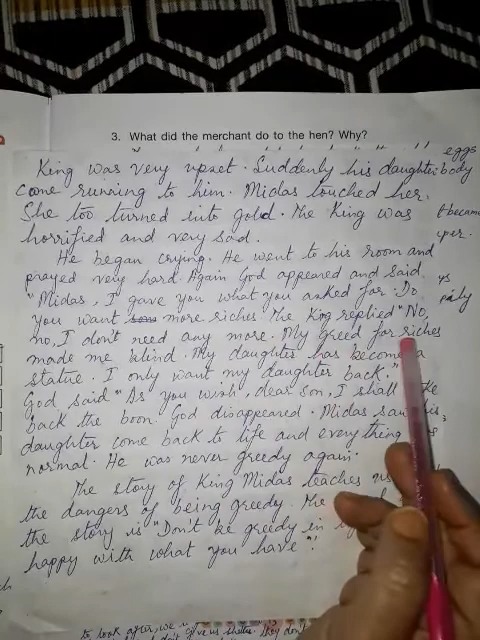 3. What did the merchant do to the hen? Why?
eggs
King was very upset. Suddenly his daughter body
came running to him. Midas touched her.
She too turned into gold. The King was became
horrified and very sad.
He began crying. He went to his room and
prayed very hard. Again God appeared and said
"Midas, I gave you what you asked for. Do
you want more riches The King replied "No,
no, I don't need any more. My greed for riches
made me blind. My daughter has become a
statue. I only want my daughter back."
God said "As you wish, dear son, I shall
back the boon. God disappeared. Midas saw
daughter come back to life and everything
normal. He was never greedy again.
The story of King Midas teaches us
the dangers of being greedy. The
the story is "Don't be greedy in
happy with what you have"!
to look after, we